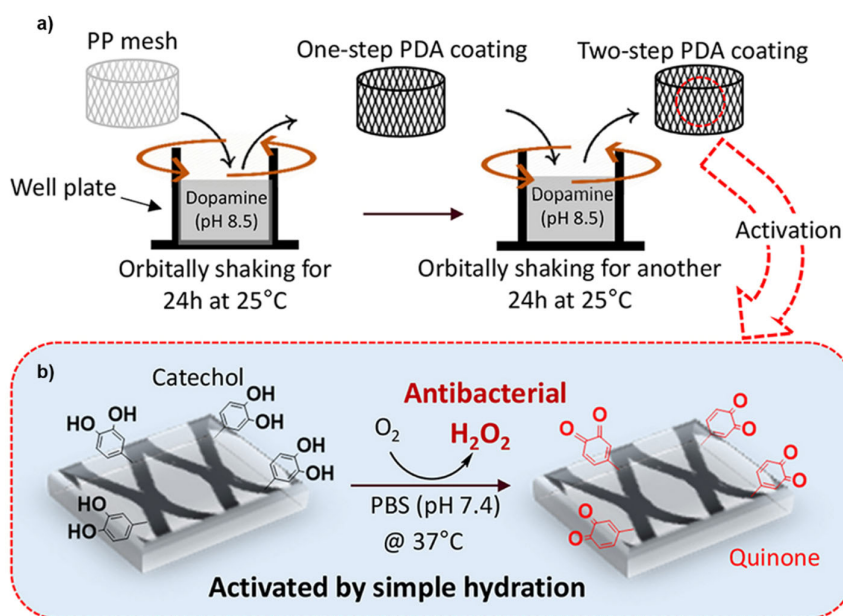 a)
PP mesh
One-step PDA coating
Two-step PDA coating
Well plate
Dopamine
(pH 8.5)
Dopamine
(pH 8.5)
Activation
Orbitally shaking for
24h at 25°C
Orbitally shaking for another
24h at 25°C
b)
Catechol
HO
OH
HO
OH
OH
OH
HO
HO
O₂
Antibacterial
H₂O₂
PBS (pH 7.4)
@ 37°C
O
O
O
O
O
O
O
O
Quinone
Activated by simple hydration